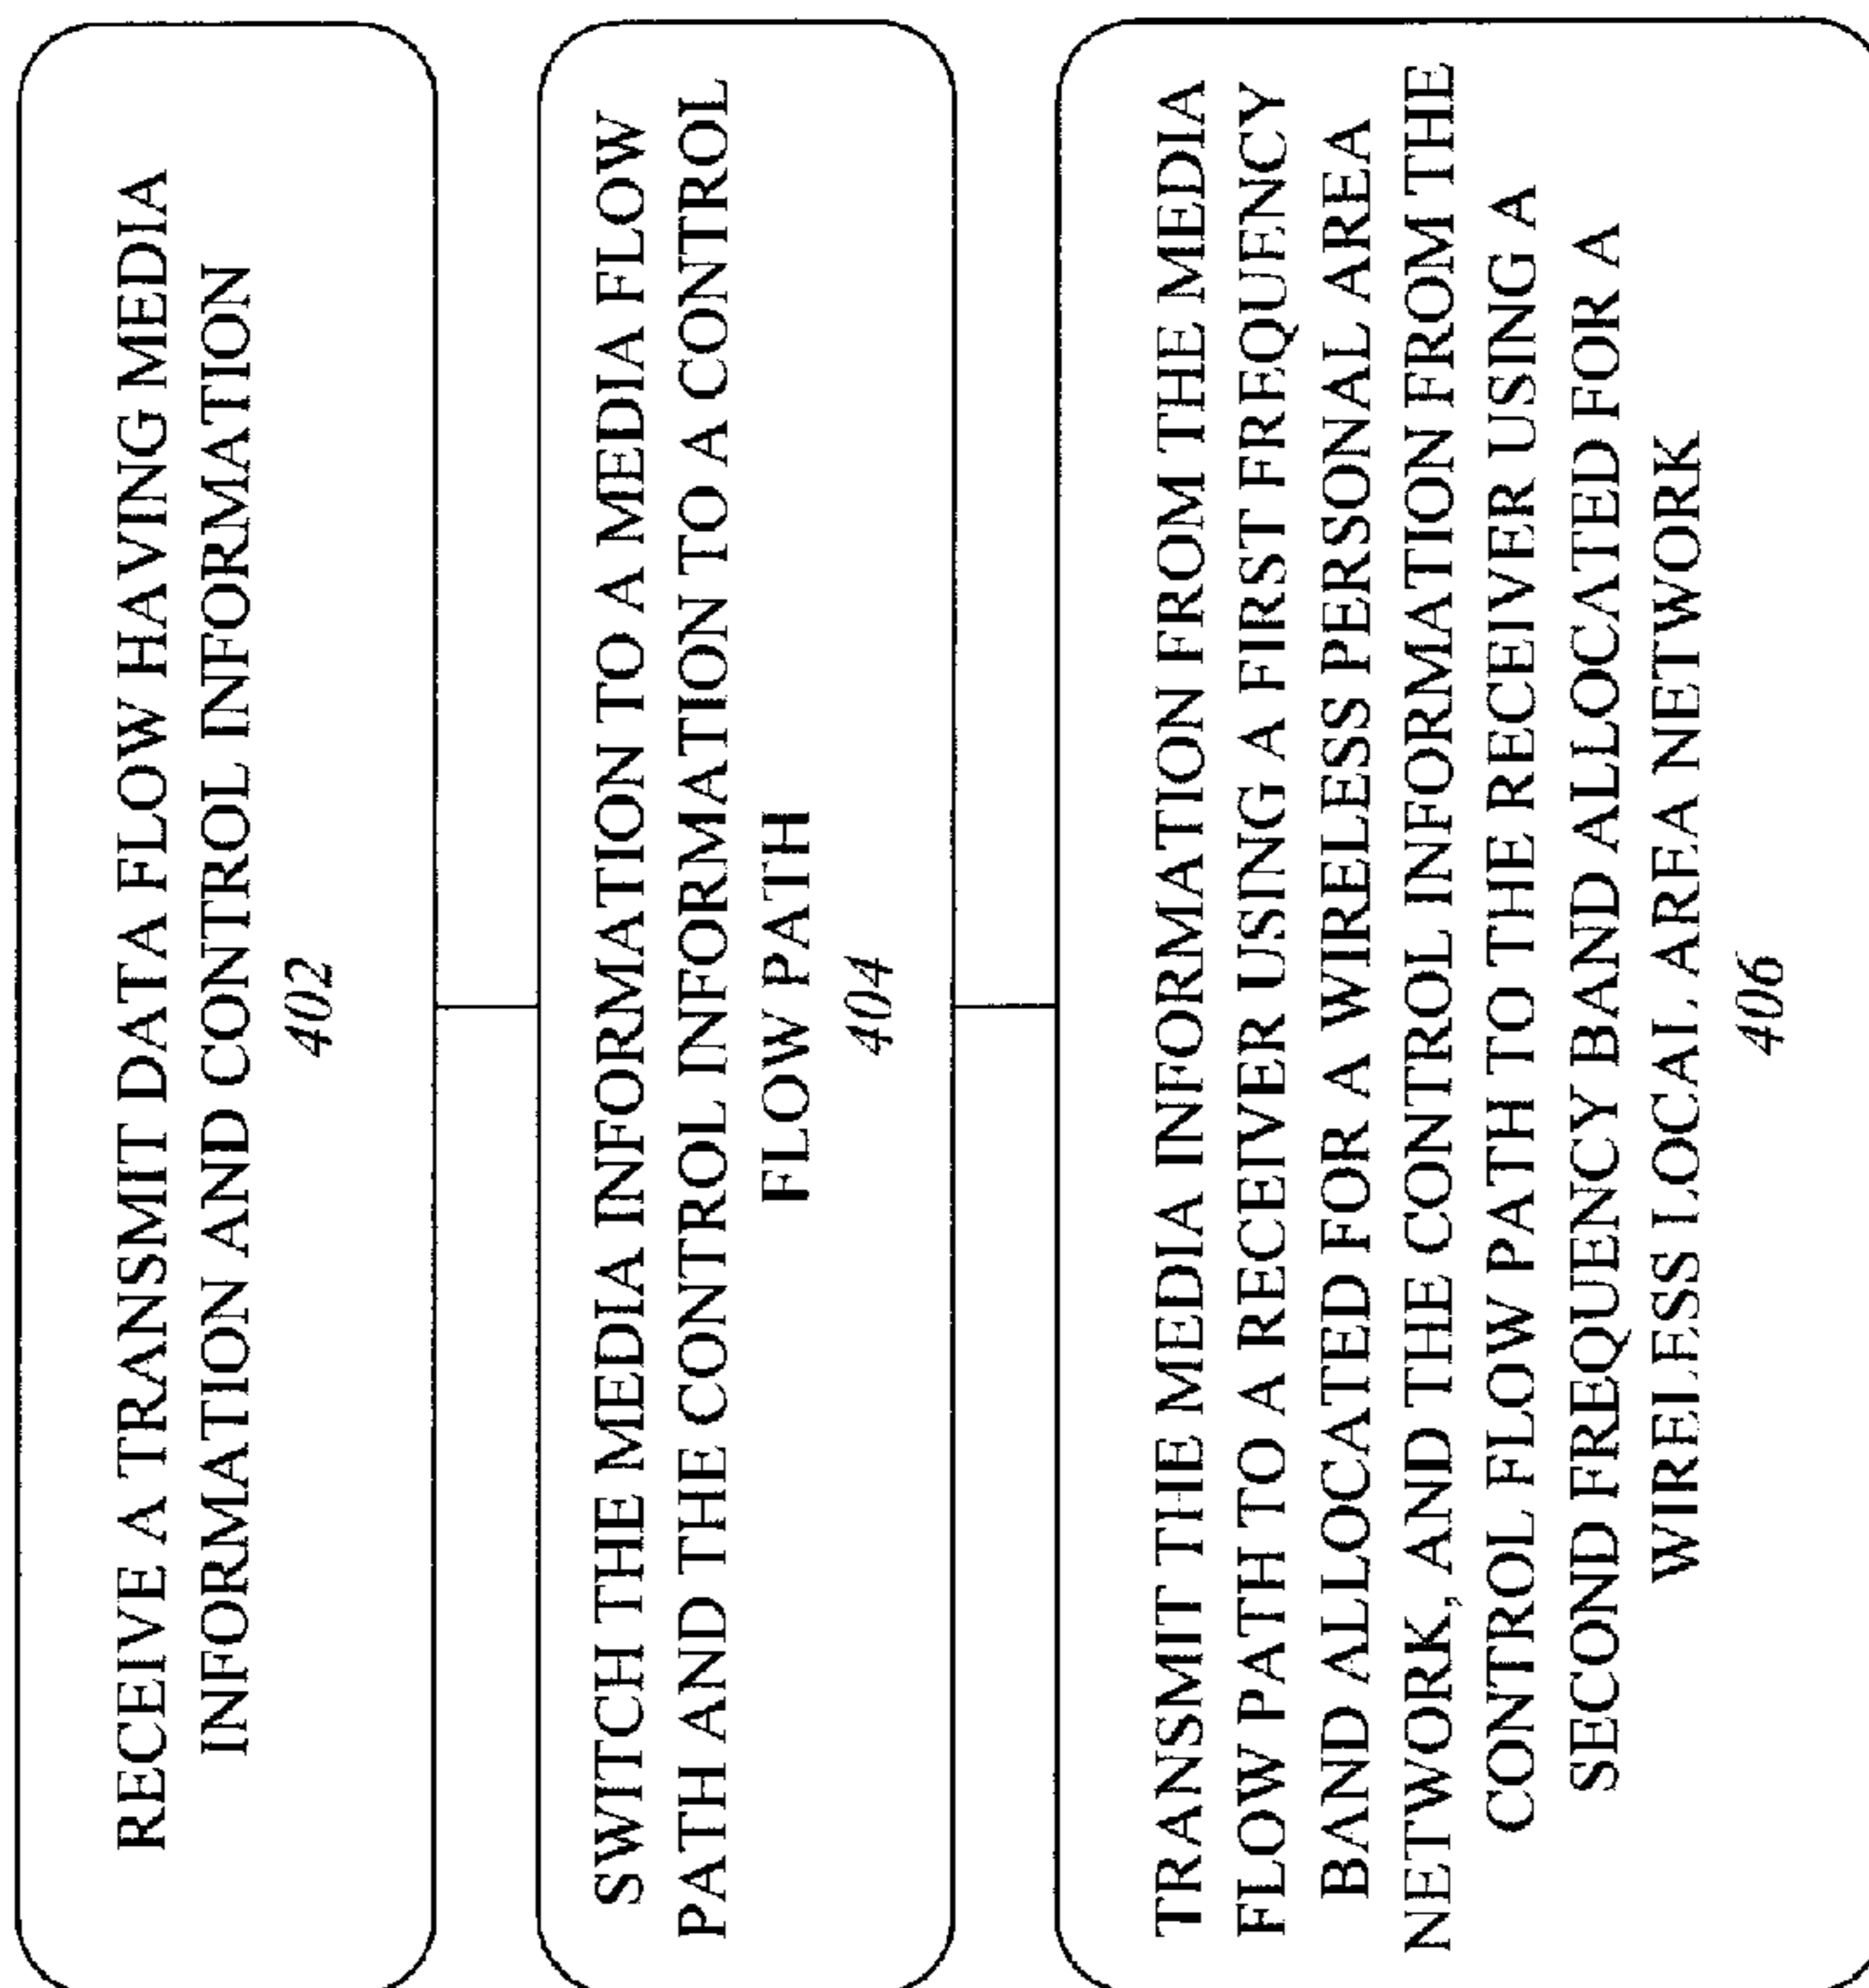 RECEIVE A TRANSMIT DATA FLOW HAVING MEDIA
INFORMATION AND CONTROL INFORMATION
402
SWITCH THE MEDIA INFORMATION TO A MEDIA FLOW
PATH AND THE CONTROL INFORMATION TO A CONTROL
FLOW PATH
404
TRANSMIT THE MEDIA INFORMATION FROM THE MEDIA
FLOW PATH TO A RECEIVER USING A FIRST FREQUENCY
BAND ALLOCATED FOR A WIRELESS PERSONAL AREA
NETWORK, AND THE CONTROL INFORMATION FROM THE
CONTROL FLOW PATH TO THE RECEIVER USING A
SECOND FREQUENCY BAND ALLOCATED FOR A
WIRELESS LOCAL AREA NETWORK
406